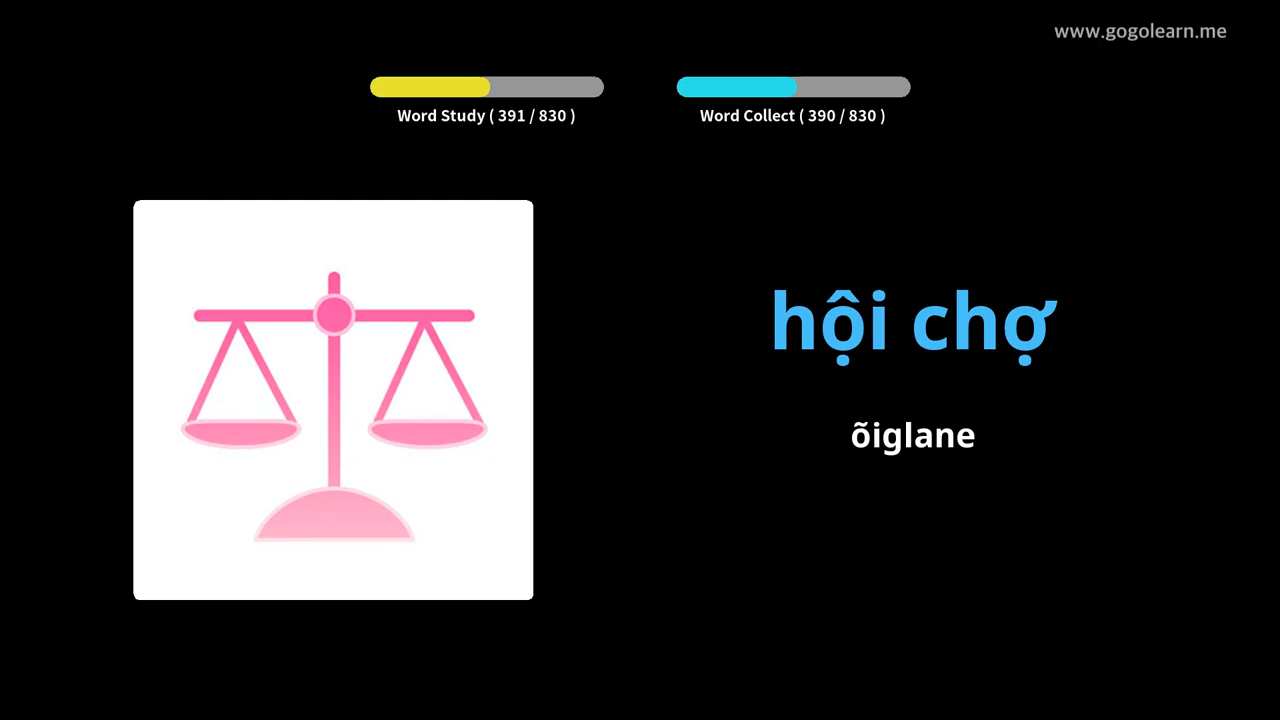 www.gogolearn.me
Word Study ( 391 / 830 )
Word Collect ( 390 / 830 )
hội chợ
õiglane